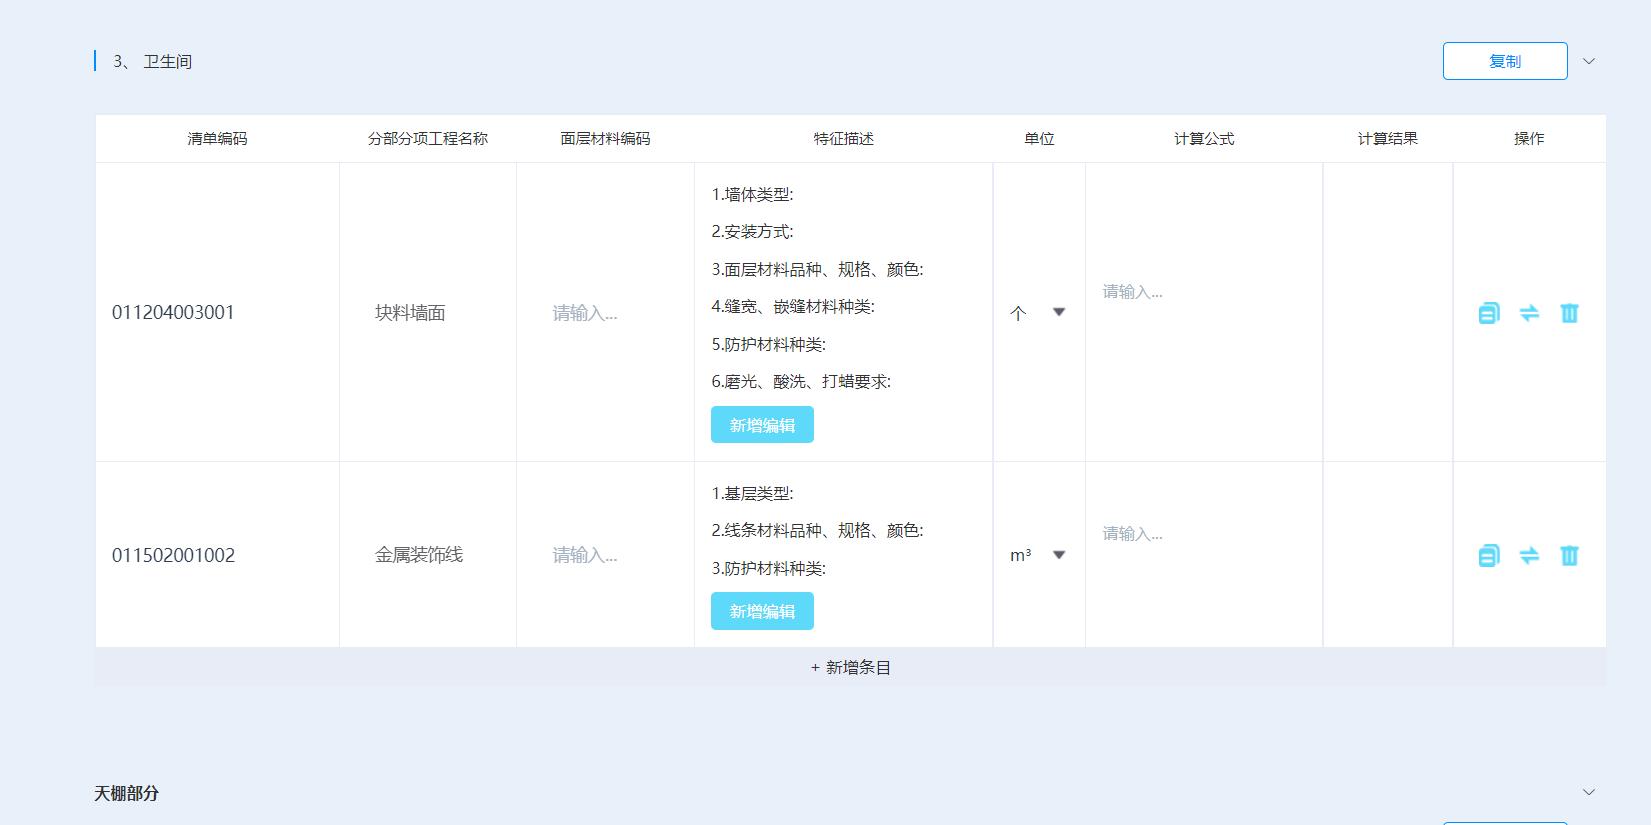 3、 卫生间
复制
清单编码 分部分项工程名称 面层材料编码 特征描述 单位 计算公式 计算结果 操作
011204003001 块料墙面 请输入...
1.墙体类型:
2.安装方式:
3.面层材料品种、规格、颜色:
4.缝宽、嵌缝材料种类:
5.防护材料种类:
6.磨光、酸洗、打蜡要求:
新增编辑
个
请输入...
011502001002 金属装饰线 请输入...
1.基层类型:
2.线条材料品种、规格、颜色:
3.防护材料种类:
新增编辑
m³
请输入...
+ 新增条目
天棚部分